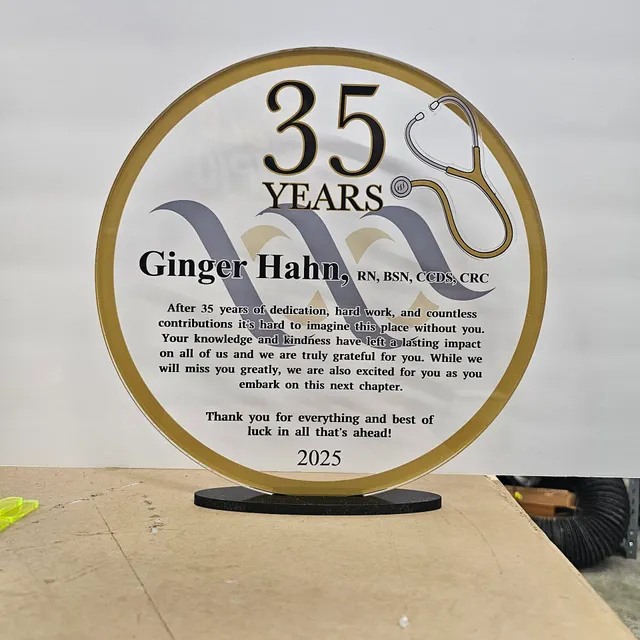 35
YEARS
Ginger Hahn, RN, BSN, CCDS, CRC
After 35 years of dedication, hard work, and countless
contributions it's hard to imagine this place without you.
Your knowledge and kindness have left a lasting impact
on all of us and we are truly grateful for you. While we
will miss you greatly, we are also excited for you as you
embark on this next chapter.
Thank you for everything and best of
luck in all that's ahead!
2025